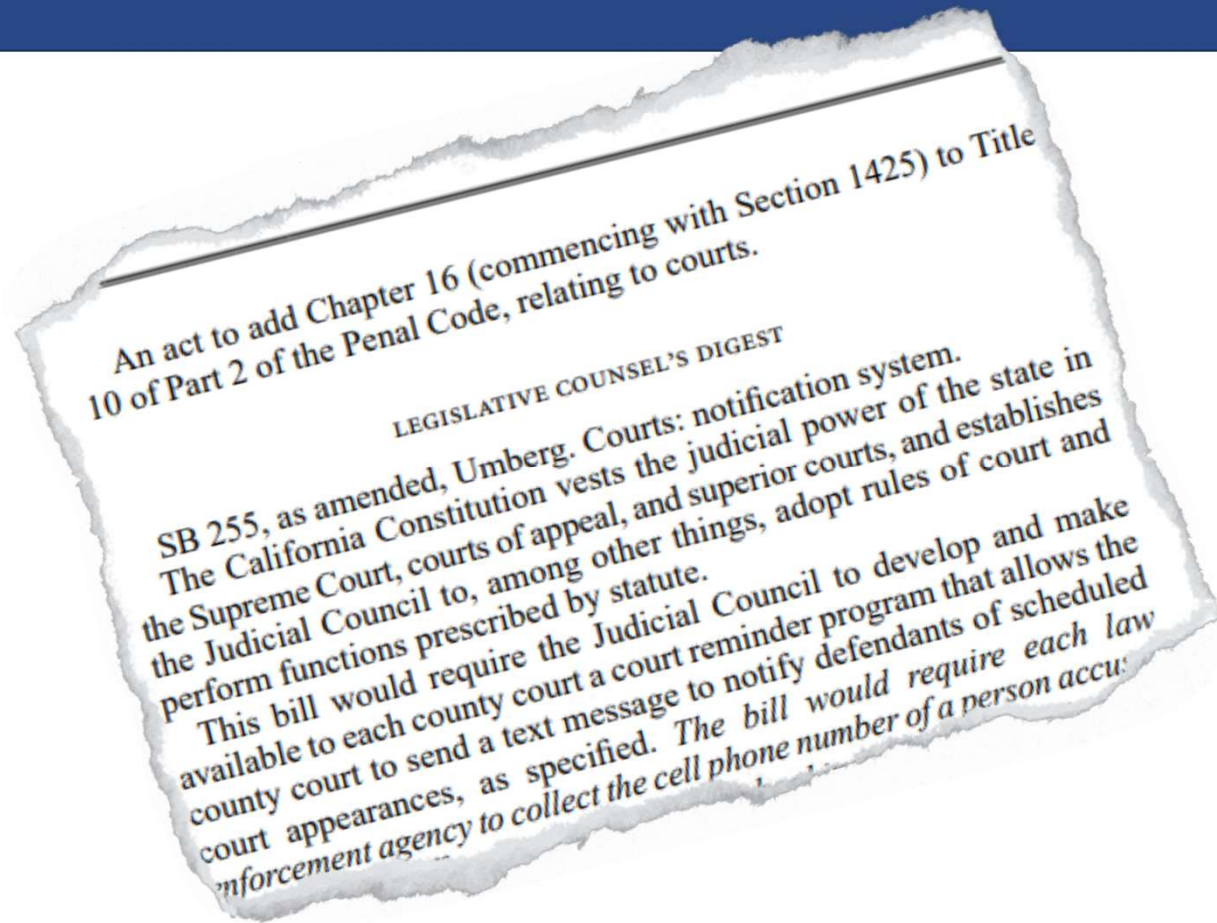 An act to add Chapter 16 (commencing with Section 1425) to Title
10 of Part 2 of the Penal Code, relating to courts.
LEGISLATIVE COUNSEL'S DIGEST
SB 255, as amended, Umberg. Courts: notification system.
The California Constitution vests the judicial power of the state in
the Supreme Court, courts of appeal, and superior courts, and establishes
the Judicial Council to, among other things, adopt rules of court and
perform functions prescribed by statute.
This bill would require the Judicial Council to develop and make
available to each county court a court reminder program that allows the
county court to send a text message to notify defendants of scheduled
court appearances, as specified. The bill would require each law
enforcement agency to collect the cell phone number of a person